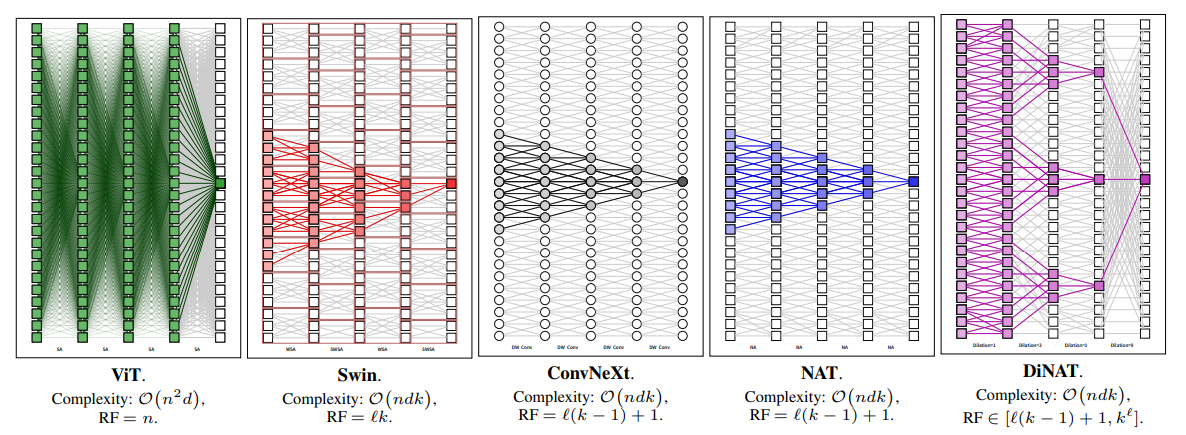 SA SA SA SA
WSA SWSA WSA SWSA
DW Conv DW Conv DW Conv DW Conv
NA NA NA NA
Dilation=1 Dilation=3 Dilation=1 Dilation=9
ViT.
Complexity: 𝒪(n²d),
RF = n.
Swin.
Complexity: 𝒪(ndk),
RF = ℓk.
ConvNeXt.
Complexity: 𝒪(ndk),
RF = ℓ(k − 1) + 1.
NAT.
Complexity: 𝒪(ndk),
RF = ℓ(k − 1) + 1.
DiNAT.
Complexity: 𝒪(ndk),
RF ∈ [ℓ(k − 1) + 1, kˡ].